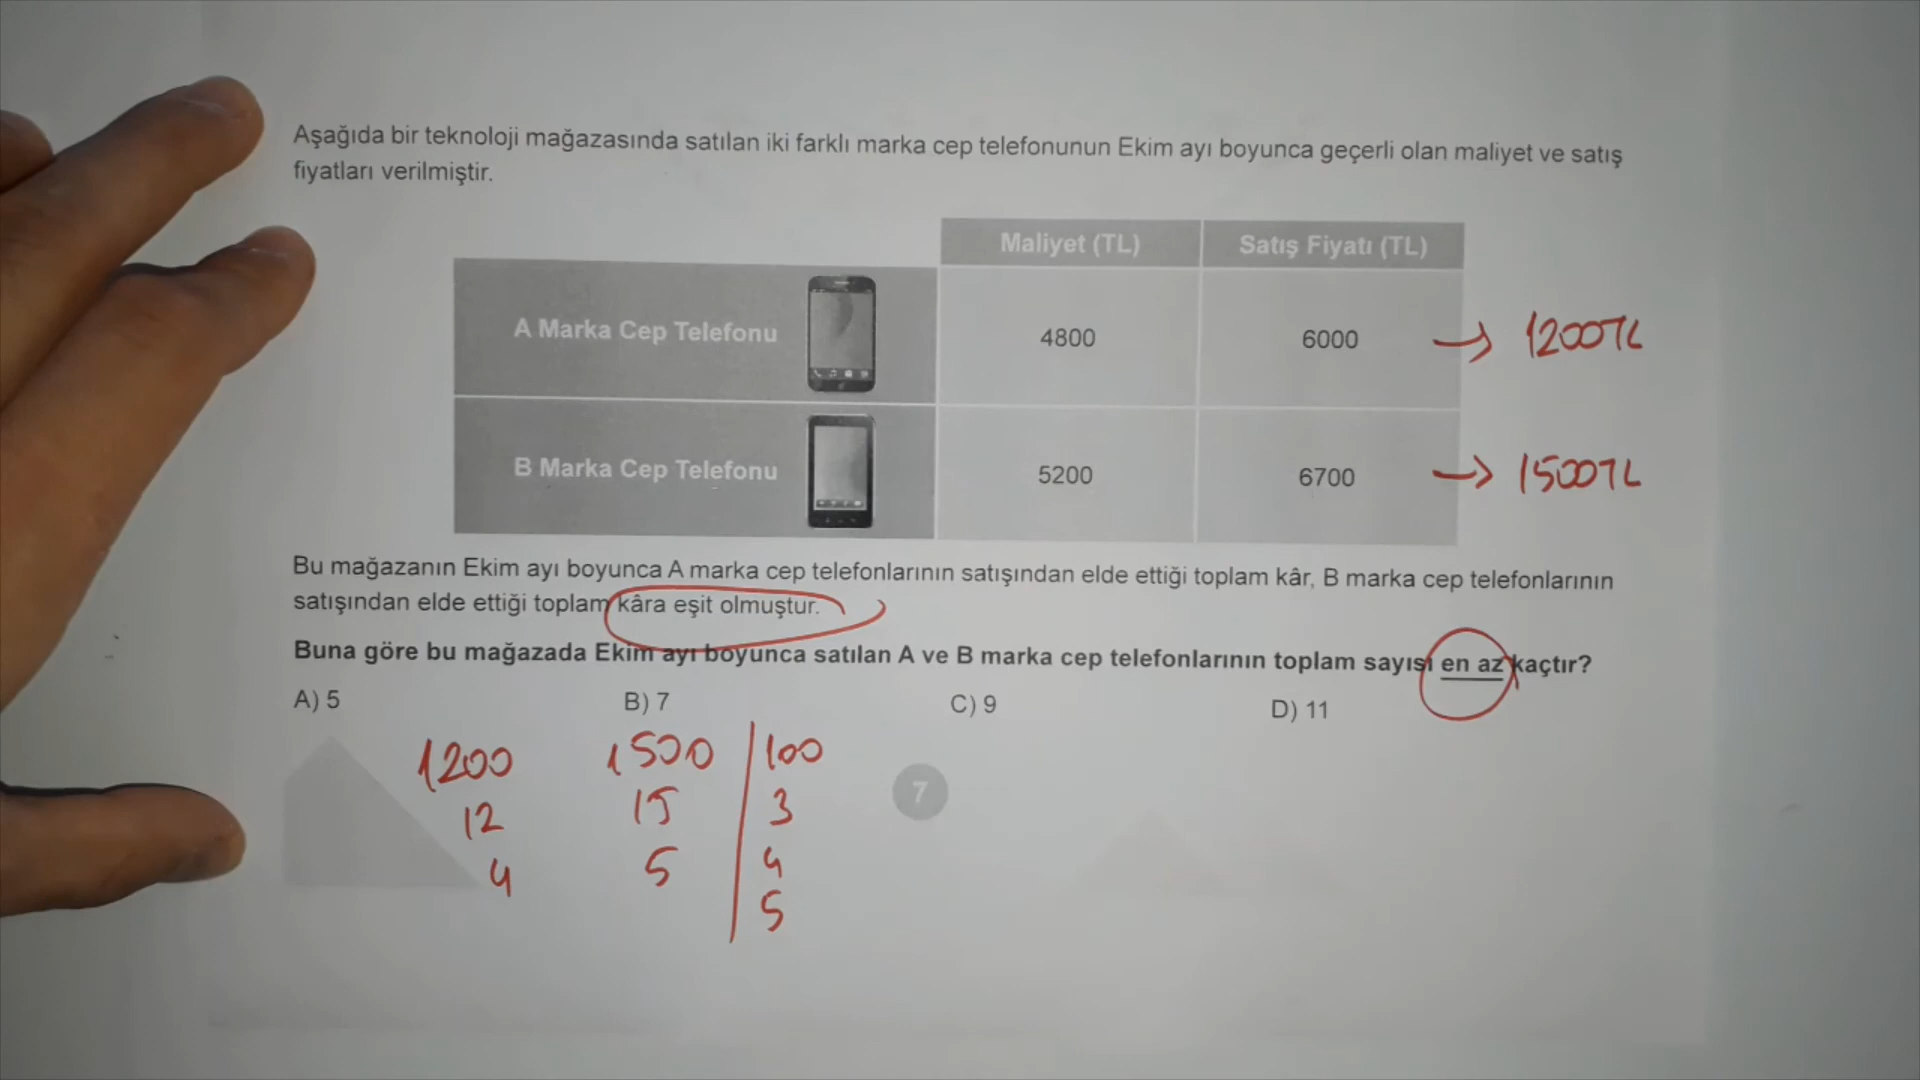 Aşağıda bir teknoloji mağazasında satılan iki farklı marka cep telefonunun Ekim ayı boyunca geçerli olan maliyet ve satış
fiyatları verilmiştir.
Maliyet (TL) Satış Fiyatı (TL)
A Marka Cep Telefonu 4800 6000 → 1200TL
B Marka Cep Telefonu 5200 6700 → 1500TL
Bu mağazanın Ekim ayı boyunca A marka cep telefonlarının satışından elde ettiği toplam kâr, B marka cep telefonlarının
satışından elde ettiği toplam kâra eşit olmuştur.
Buna göre bu mağazada Ekim ayı boyunca satılan A ve B marka cep telefonlarının toplam sayısı en az kaçtır?
A) 5 B) 7 C) 9 D) 11
1200 1500 | 100
12 15 | 3
4 5 | 4
5
7